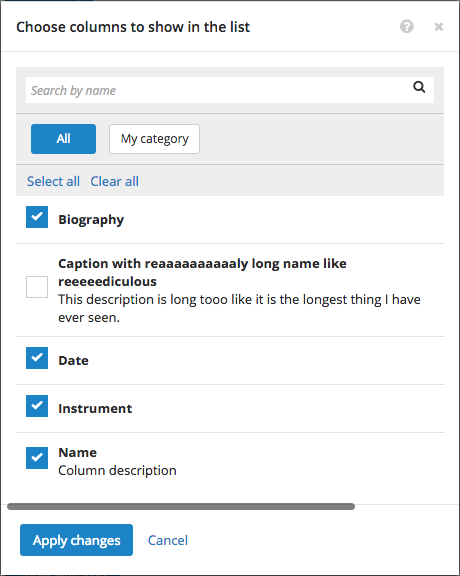 Choose columns to show in the list
Search by name
All
My category
Select all Clear all
Biography
Caption with reaaaaaaaaaaly long name like
reeeeediculous
This description is long tooo like it is the longest thing I have
ever seen.
Date
Instrument
Name
Column description
Apply changes
Cancel